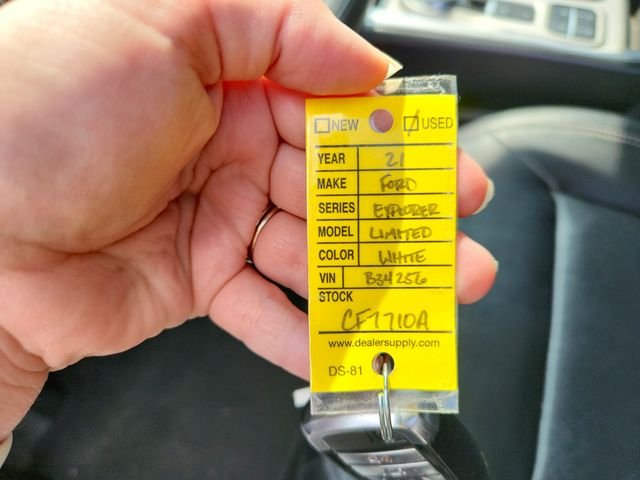 NEW USED
YEAR 21
MAKE FORD
SERIES EXPLORER
MODEL LIMITED
COLOR WHITE
VIN B34256
STOCK
CF7710A
www.dealersupply.com
DS-81